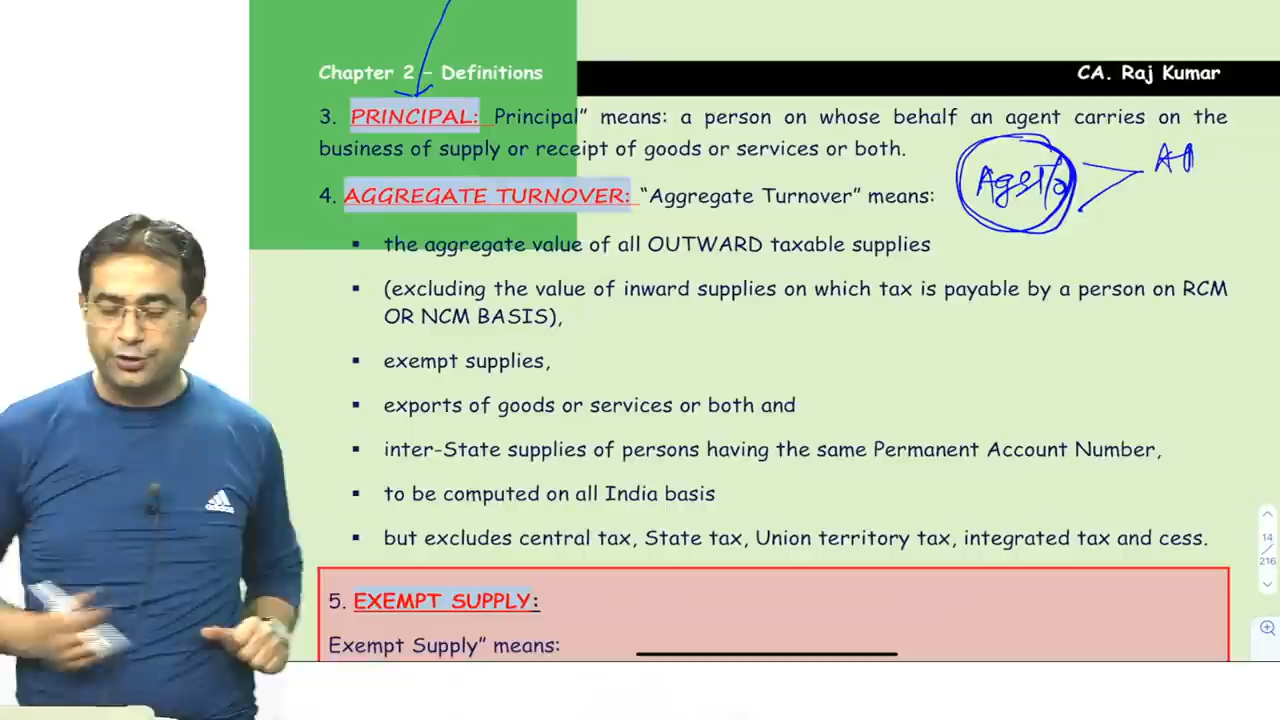 Chapter 2 – Definitions
CA. Raj Kumar
3. PRINCIPAL: Principal” means: a person on whose behalf an agent carries on the
business of supply or receipt of goods or services or both.
4. AGGREGATE TURNOVER: “Aggregate Turnover” means:
▪ the aggregate value of all OUTWARD taxable supplies
▪ (excluding the value of inward supplies on which tax is payable by a person on RCM
OR NCM BASIS),
▪ exempt supplies,
▪ exports of goods or services or both and
▪ inter-State supplies of persons having the same Permanent Account Number,
▪ to be computed on all India basis
▪ but excludes central tax, State tax, Union territory tax, integrated tax and cess.
5. EXEMPT SUPPLY:
Exempt Supply” means:
14
/
216
adidas